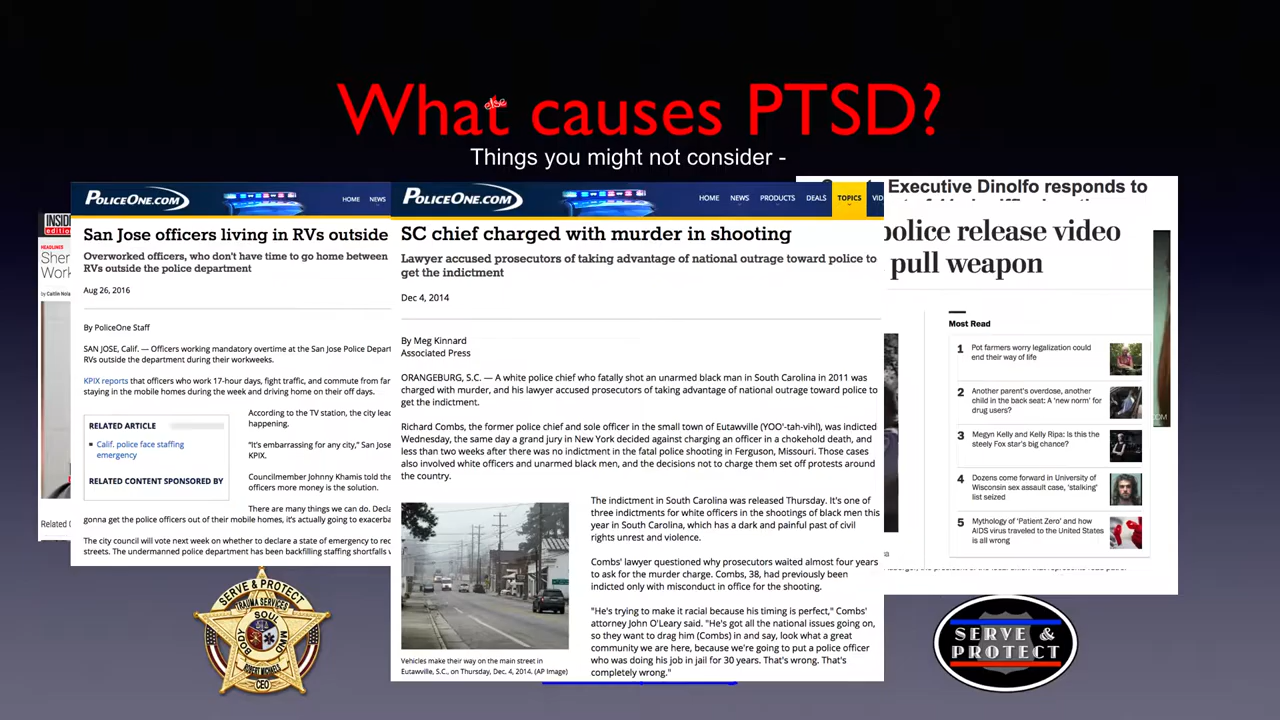 What else causes PTSD?
Things you might not consider -
INSIDE
edition
HEADLINES
Sher
Work
by Caitlin Nola
Related C
POLICEONE.COM
HOME NEWS
San Jose officers living in RVs outside
Overworked officers, who don't have time to go home between
RVs outside the police department
Aug 26, 2016
By PoliceOne Staff
SAN JOSE, Calif. — Officers working mandatory overtime at the San Jose Police Depart
RVs outside the department during their workweeks.
KPIX reports that officers who work 17-hour days, fight traffic, and commute from far
staying in the mobile homes during the week and driving home on their off days.
RELATED ARTICLE
Calif. police face staffing
emergency
RELATED CONTENT SPONSORED BY
According to the TV station, the city lead
happening.
"It's embarrassing for any city," San Jose
KPIX.
Councilmember Johnny Khamis told the
officers more money is the solution.
There are many things we can do. Decla
gonna get the police officers out of their mobile homes, it's actually going to exacerba
The city council will vote next week on whether to declare a state of emergency to rec
streets. The undermanned police department has been backfilling staffing shortfalls w
POLICEONE.COM
HOME NEWS PRODUCTS DEALS TOPICS VID
SC chief charged with murder in shooting
Lawyer accused prosecutors of taking advantage of national outrage toward police to
get the indictment
Dec 4, 2014
By Meg Kinnard
Associated Press
ORANGEBURG, S.C. — A white police chief who fatally shot an unarmed black man in South Carolina in 2011 was
charged with murder, and his lawyer accused prosecutors of taking advantage of national outrage toward police to
get the indictment.
Richard Combs, the former police chief and sole officer in the small town of Eutawville (YOO'-tah-vihl), was indicted
Wednesday, the same day a grand jury in New York decided against charging an officer in a chokehold death, and
less than two weeks after there was no indictment in the fatal police shooting in Ferguson, Missouri. Those cases
also involved white officers and unarmed black men, and the decisions not to charge them set off protests around
the country.
The indictment in South Carolina was released Thursday. It's one of
three indictments for white officers in the shootings of black men this
year in South Carolina, which has a dark and painful past of civil
rights unrest and violence.
Combs' lawyer questioned why prosecutors waited almost four years
to ask for the murder charge. Combs, 38, had previously been
indicted only with misconduct in office for the shooting.
"He's trying to make it racial because his timing is perfect," Combs'
attorney John O'Leary said. "He's got all the national issues going on,
so they want to drag him (Combs) in and say, look what a great
community we are here, because we're going to put a police officer
who was doing his job in jail for 30 years. That's wrong. That's
completely wrong."
Vehicles make their way on the main street in
Eutawville, S.C., on Thursday, Dec. 4, 2014. (AP Image)
Executive Dinolfo responds to
police release video
pull weapon
Most Read
1 Pot farmers worry legalization could
end their way of life
2 Another parent's overdose, another
child in the back seat: A 'new norm' for
drug users?
3 Megyn Kelly and Kelly Ripa: Is this the
steely Fox star's big chance?
4 Dozens come forward in University of
Wisconsin sex assault case, 'stalking'
list seized
5 Mythology of 'Patient Zero' and how
AIDS virus traveled to the United States
is all wrong
SERVE & PROTECT
TRAUMA SERVICES
SOUL
BODY
MIND
CEO
SERVE &
PROTECT